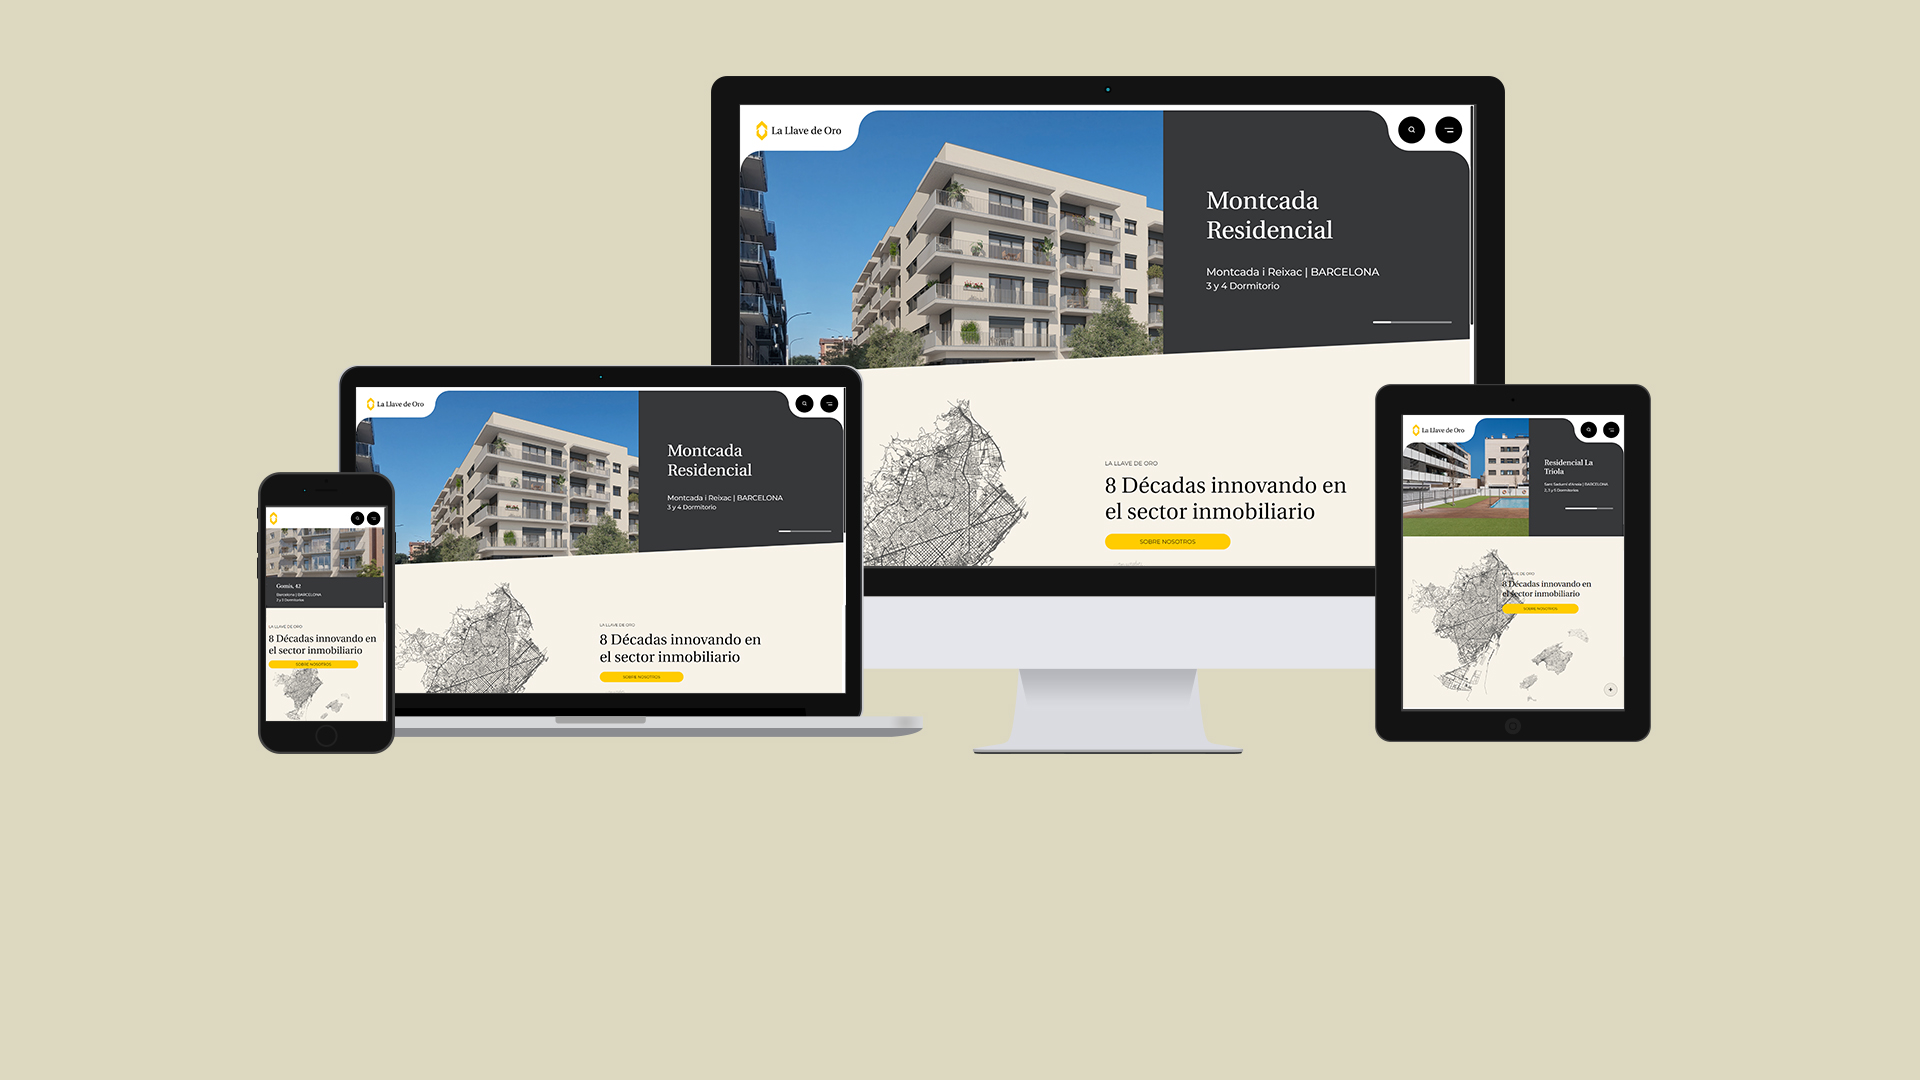 La Llave de Oro
Montcada
Residencial
Montcada i Reixac | BARCELONA
3 y 4 Dormitorio
LA LLAVE DE ORO
8 Décadas innovando en
el sector inmobiliario
SOBRE NOSOTROS
La Llave de Oro
Montcada
Residencial
Montcada i Reixac | BARCELONA
3 y 4 Dormitorio
LA LLAVE DE ORO
8 Décadas innovando en
el sector inmobiliario
SOBRE NOSOTROS
Gomis, 42
Barcelona | BARCELONA
2 y 3 Dormitorios
LA LLAVE DE ORO
8 Décadas innovando en
el sector inmobiliario
SOBRE NOSOTROS
La Llave de Oro
Residencial La
Triola
Sant Sadurní d'Anoia | BARCELONA
2, 3 y 5 Dormitorios
LA LLAVE DE ORO
8 Décadas innovando en
el sector inmobiliario
SOBRE NOSOTROS